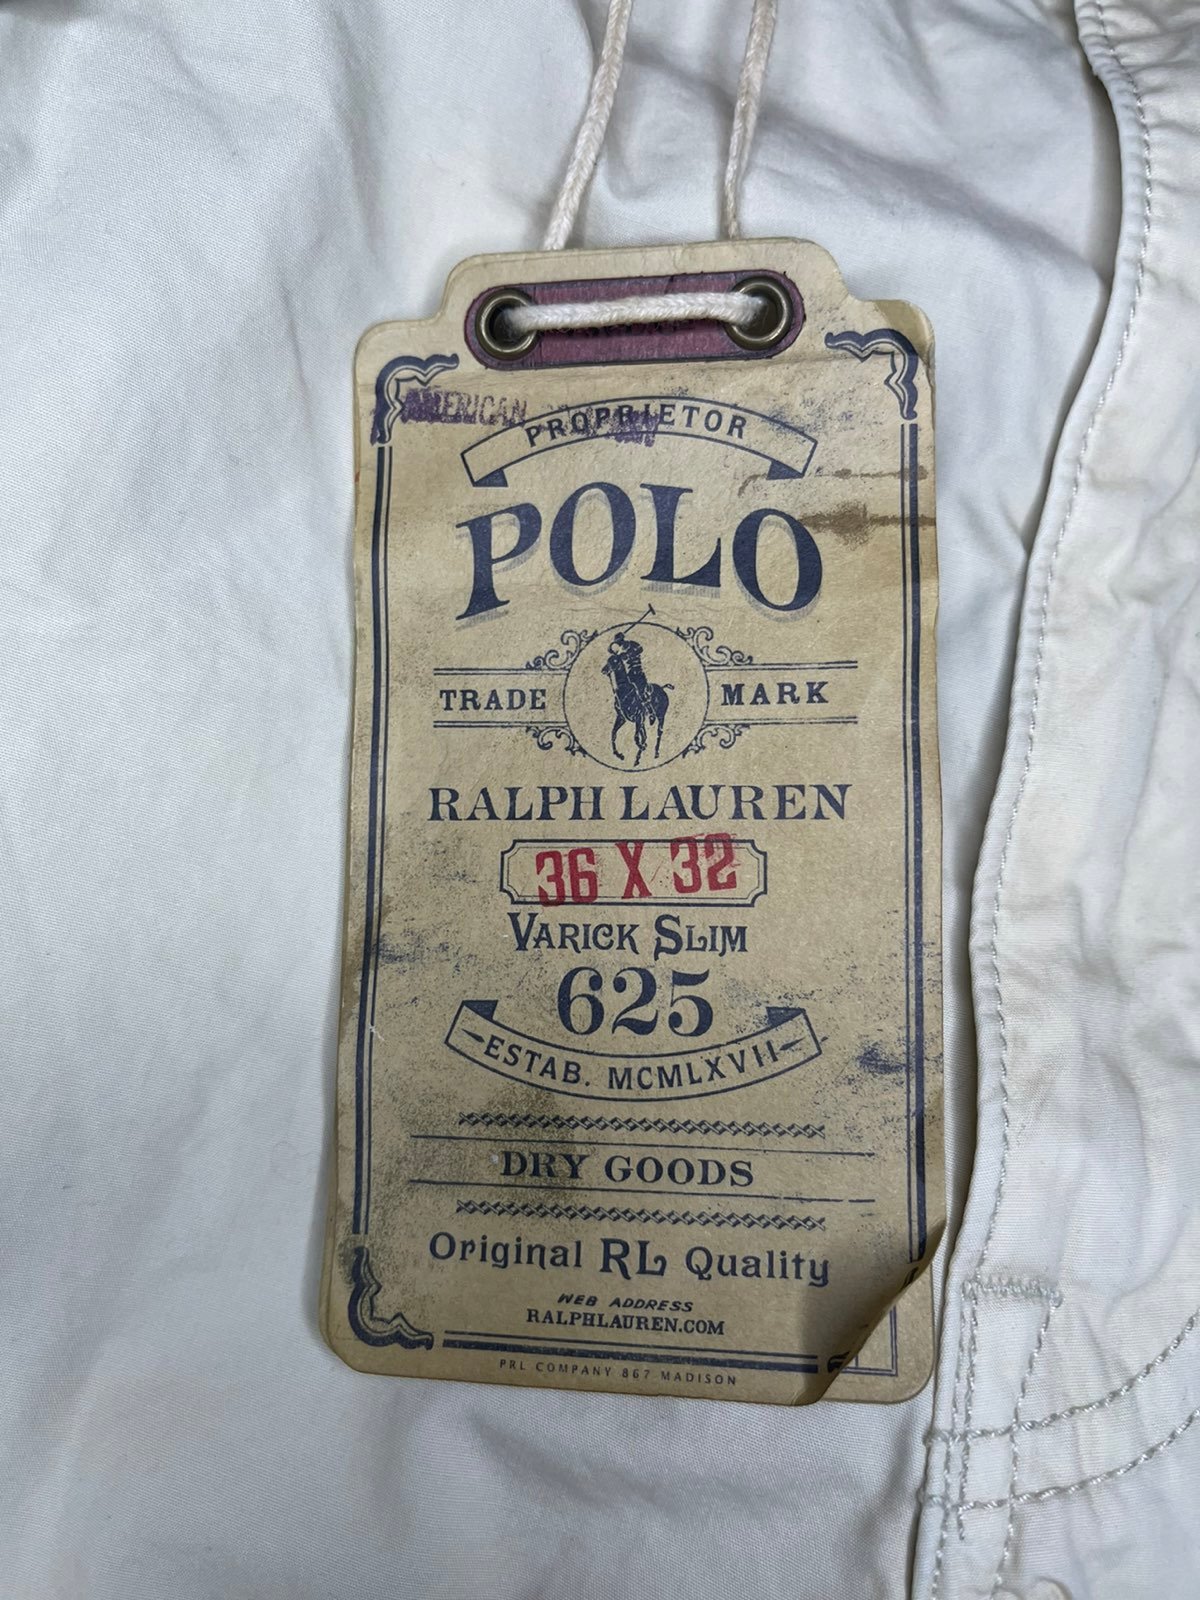 AMERICAN
PROPRIETOR
POLO
TRADE MARK
RALPH LAUREN
36 X 32
VARICK SLIM
625
ESTAB. MCMLXVII
DRY GOODS
Original RL Quality
WEB ADDRESS
RALPHLAUREN.COM
PRL COMPANY 867 MADISON